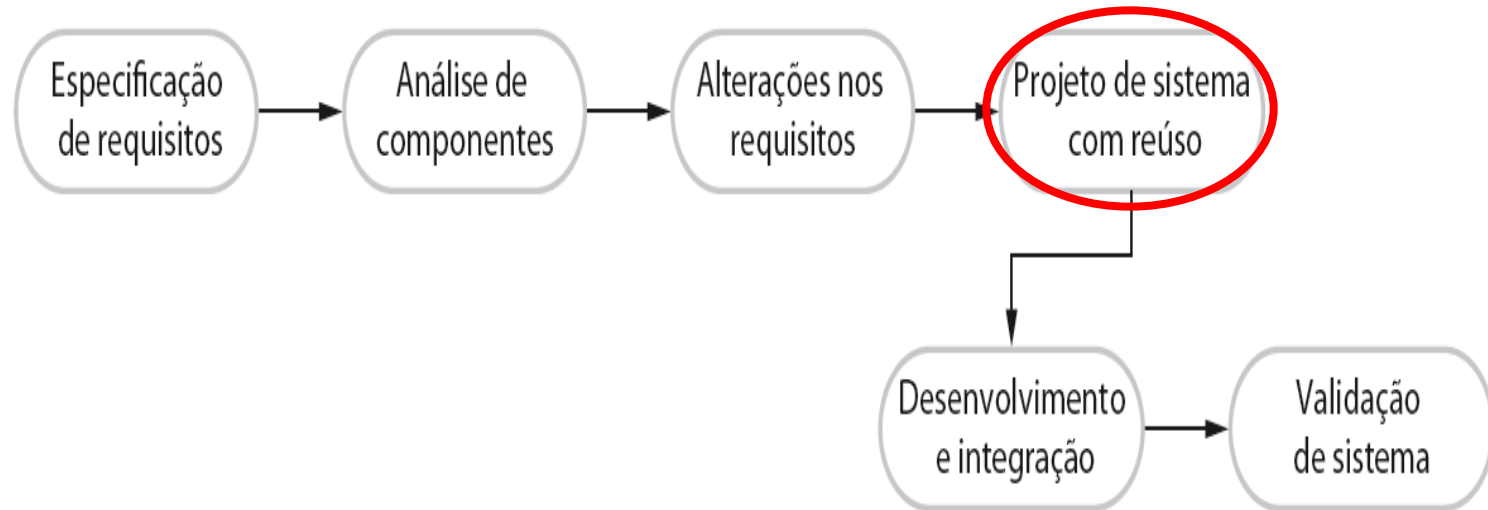 Especificação
de requisitos
Análise de
componentes
Alterações nos
requisitos
Projeto de sistema
com reúso
Desenvolvimento
e integração
Validação
de sistema